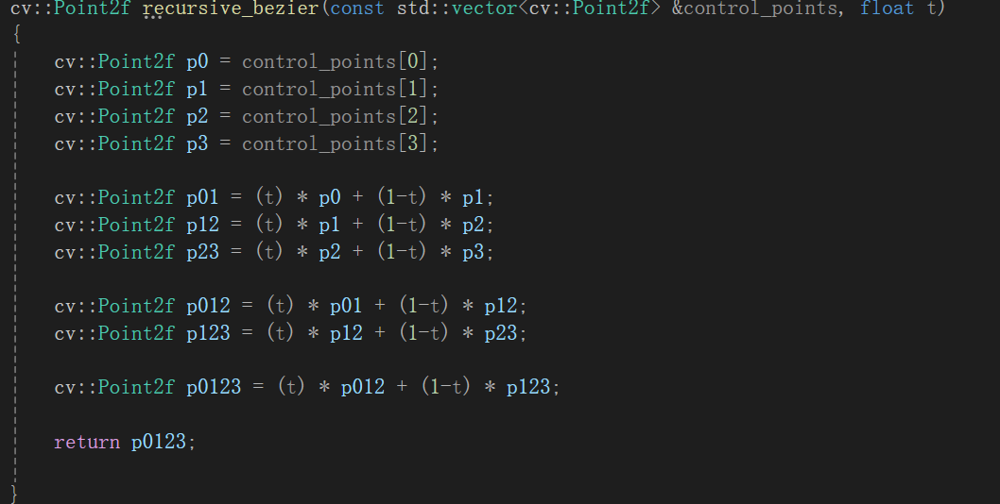 cv::Point2f recursive_bezier(const std::vector<cv::Point2f> &control_points, float t)
{
cv::Point2f p0 = control_points[0];
cv::Point2f p1 = control_points[1];
cv::Point2f p2 = control_points[2];
cv::Point2f p3 = control_points[3];
cv::Point2f p01 = (t) * p0 + (1-t) * p1;
cv::Point2f p12 = (t) * p1 + (1-t) * p2;
cv::Point2f p23 = (t) * p2 + (1-t) * p3;
cv::Point2f p012 = (t) * p01 + (1-t) * p12;
cv::Point2f p123 = (t) * p12 + (1-t) * p23;
cv::Point2f p0123 = (t) * p012 + (1-t) * p123;
return p0123;
}